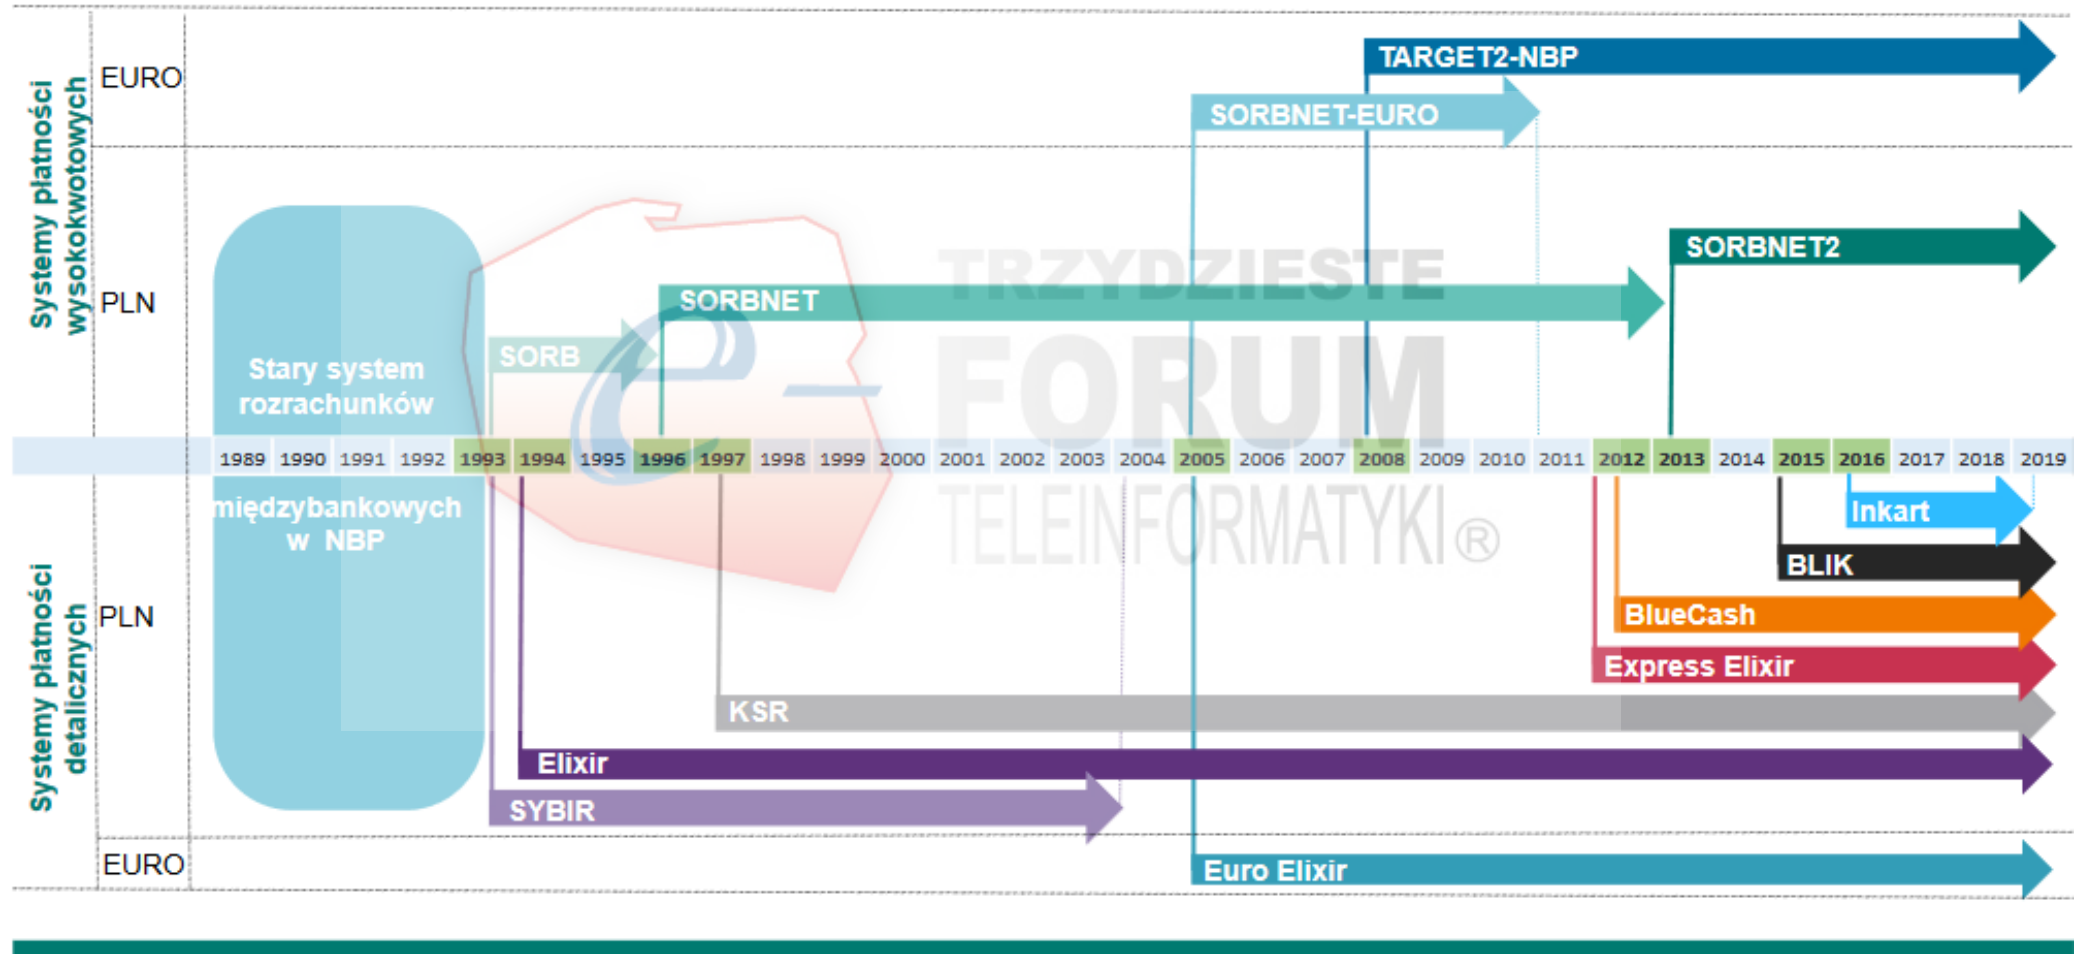 Systemy płatności
wysokokwotowych
EURO
TARGET2-NBP
SORBNET-EURO
PLN
SORBNET2
SORBNET
SORB
TRZYDZIESTE
FORUM
TELEINFORMATYKI®
e-
Stary system
rozrachunków
1989 1990 1991 1992 1993 1994 1995 1996 1997 1998 1999 2000 2001 2002 2003 2004 2005 2006 2007 2008 2009 2010 2011 2012 2013 2014 2015 2016 2017 2018 2019
międzybankowych
w NBP
Systemy płatności
detalicznych
PLN
Inkart
BLIK
BlueCash
Express Elixir
KSR
Elixir
SYBIR
EURO
Euro Elixir